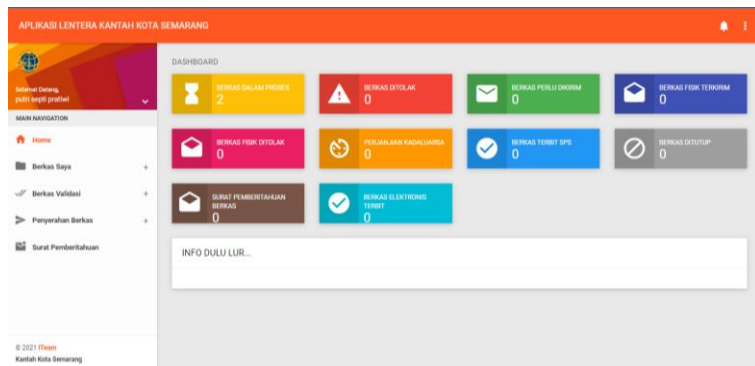 APLIKASI LENTERA KANTAH KOTA SEMARANG
Selamat Datang,
putri septi pratiwi
MAIN NAVIGATION
Home
Berkas Saya +
Berkas Validasi +
Penyerahan Berkas +
Surat Pemberitahuan
© 2021 ITeam
Kantah Kota Semarang
DASHBOARD
BERKAS DALAM PROSES
2
BERKAS DITOLAK
0
BERKAS PERLU DIKIRIM
0
BERKAS FISIK TERKIRIM
0
BERKAS FISIK DITOLAK
0
PERJANJIAN KADALUARSA
0
BERKAS TERBIT SPS
0
BERKAS DITUTUP
0
SURAT PEMBERITAHUAN
BERKAS
0
BERKAS ELEKTRONIS
TERBIT
0
INFO DULU LUR...